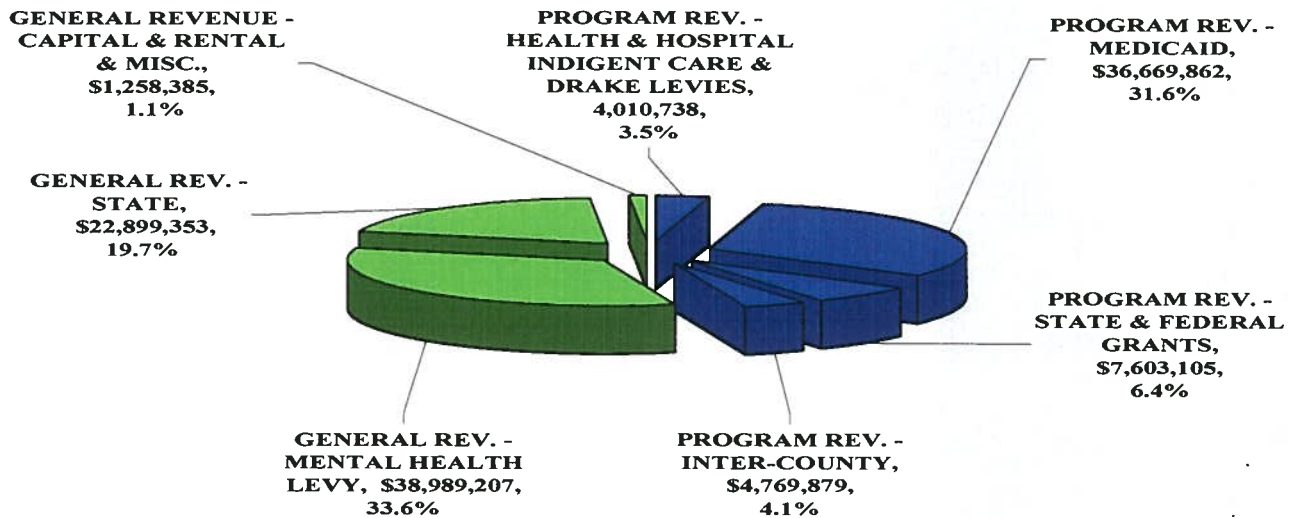 GENERAL REVENUE -
CAPITAL & RENTAL
& MISC.,
$1,258,385,
1.1%
PROGRAM REV. -
HEALTH & HOSPITAL
INDIGENT CARE &
DRAKE LEVIES,
4,010,738,
3.5%
PROGRAM REV. -
MEDICAID,
$36,669,862,
31.6%
GENERAL REV. -
STATE,
$22,899,353,
19.7%
PROGRAM REV. -
STATE & FEDERAL
GRANTS,
$7,603,105,
6.4%
GENERAL REV. -
MENTAL HEALTH
LEVY, $38,989,207,
33.6%
PROGRAM REV. -
INTER-COUNTY,
$4,769,879,
4.1%